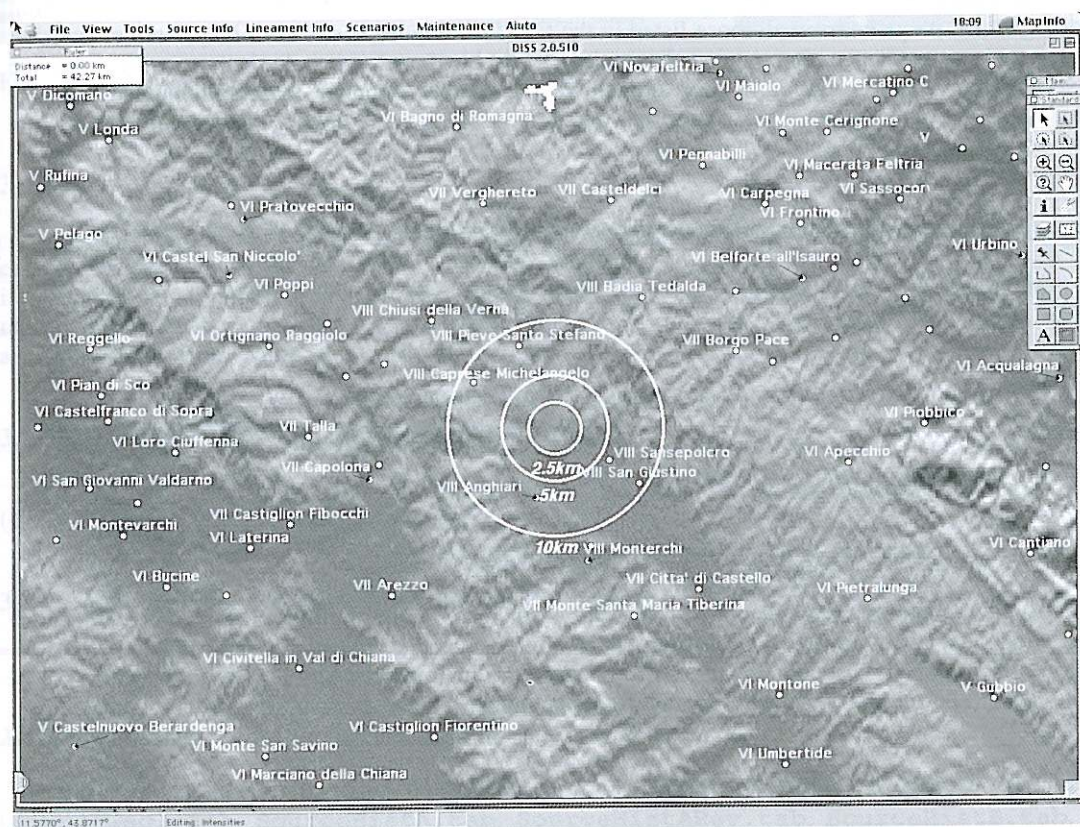 File View Tools Source Info Lineament Info Scenarios Maintenance Aiuto 18:09 MapInfo
DISS 2.0.510
Ruler
Distance = 0.00 km
Total = 42.27 km
Main
Standard
V Dicomano
VI Novafeltria
VI Maiolo
VI Mercatino C
V Londa
VI Bagno di Romagna
VI Monte Cerignone
V
VI Pennabilli
VI Macerata Feltria
V Rufina
VI Pratovecchio
VII Verghereto
VII Casteldelci
VI Carpegna
VI Sassocor
VI Frontino
V Pelago
VI Castel San Niccolo'
VI Urbino
VI Belforte all'Isauro
VI Poppi
VIII Badia Tedalda
VIII Chiusi della Verna
VI Reggello
VI Ortignano Raggiolo
VIII Pieve Santo Stefano
VII Borgo Pace
VI Acqualagna
VI Pian di Sco
VIII Caprese Michelangelo
VI Castelfranco di Sopra
VI Piobbico
VII Talla
VI Loro Ciuffenna
VIII Sansepolcro
VI Apecchio
VII Capolona
2.5km
VIII San Giustino
VI San Giovanni Valdarno
VIII Anghiari
5km
VII Castiglion Fibocchi
VI Montevarchi
VI Laterina
10km
VIII Monterchi
VI Cantiano
VI Bucine
VII Arezzo
VII Citta' di Castello
VI Pietralunga
VII Monte Santa Maria Tiberina
VI Civitella in Val di Chiana
VI Montone
V Gubbio
V Castelnuovo Berardenga
VI Castiglion Fiorentino
VI Monte San Savino
VI Umbertide
VI Marciano della Chiana
11.5770°, 43.8717° Editing: Intensities